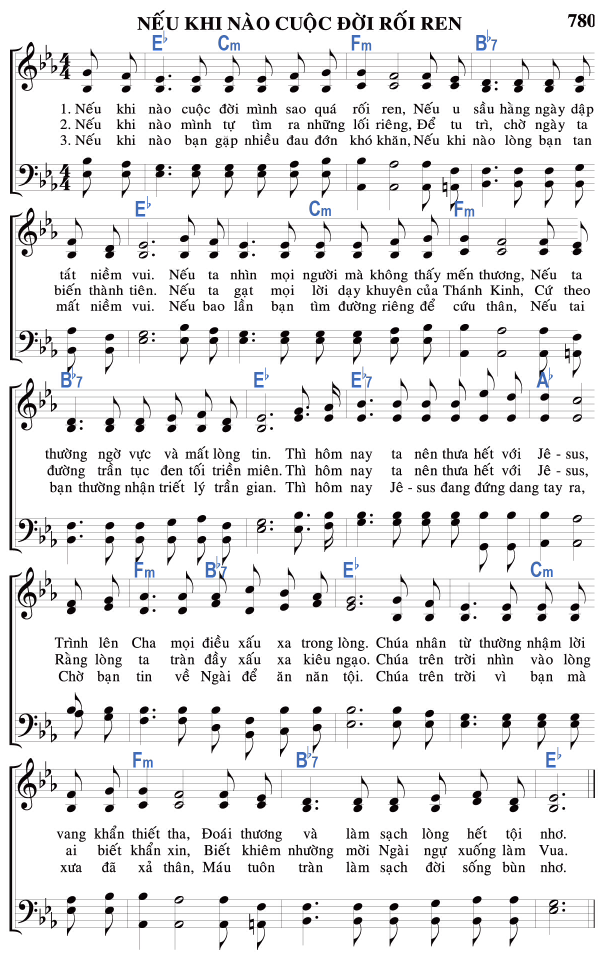 NẾU KHI NÀO CUỘC ĐỜI RỐI REN 780
E♭ Cm Fm B♭7
1. Nếu khi nào cuộc đời mình sao quá rối ren, Nếu u sầu hàng ngày dập
2. Nếu khi nào mình tự tìm ra những lối riêng, Để tu trì, chờ ngày ta
3. Nếu khi nào bạn gặp nhiều đau đớn khó khăn, Nếu khi nào lòng bạn tan
E♭ Cm Fm
tất niềm vui. Nếu ta nhìn mọi người mà không thấy mến thương, Nếu ta
biến thành tiên. Nếu ta gạt mọi lời dạy khuyên của Thánh Kinh, Cứ theo
mất niềm vui. Nếu bao lần bạn tìm đường riêng để cứu thân, Nếu tai
B♭7 E♭ E♭7 A♭
thường ngờ vực và mất lòng tin. Thì hôm nay ta nên thưa hết với Jê-sus,
đường trần tục đen tối triền miên. Thì hôm nay ta nên thưa hết với Jê-sus,
bạn thường nhận triết lý trần gian. Thì hôm nay Jê-sus đang đứng dang tay ra,
Fm B♭7 E♭ Cm
Trình lên Cha mọi điều xấu xa trong lòng. Chúa nhân từ thường nhậm lời
Rằng lòng ta tràn đầy xấu xa kiêu ngạo. Chúa trên trời nhìn vào lòng
Chờ bạn tin về Ngài để ăn năn tội. Chúa trên trời vì bạn mà
Fm B♭7 E♭
vang khẩn thiết tha, Đoái thương và làm sạch lòng hết tội nhơ.
ai biết khẩn xin, Biết khiêm nhường mời Ngài ngự xuống làm Vua.
xưa đã xả thân, Máu tuôn tràn làm sạch đời sống bùn nhơ.